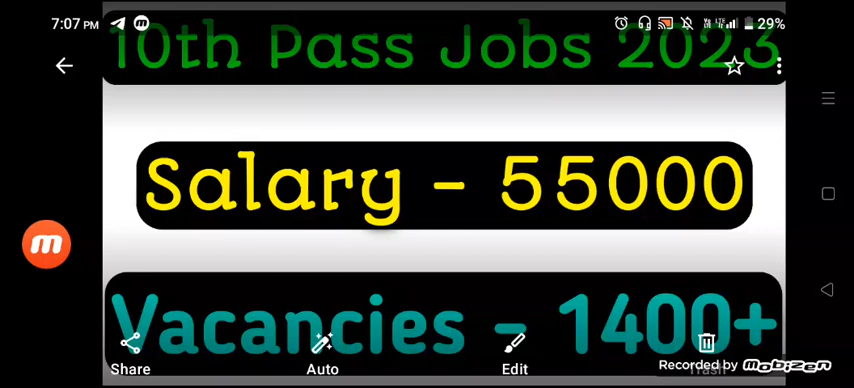 7:07 PM
29%
10th Pass Jobs 2023
Salary - 55000
Vacancies - 1400+
Share
Auto
Edit
Trash
Recorded by MOBIZEN